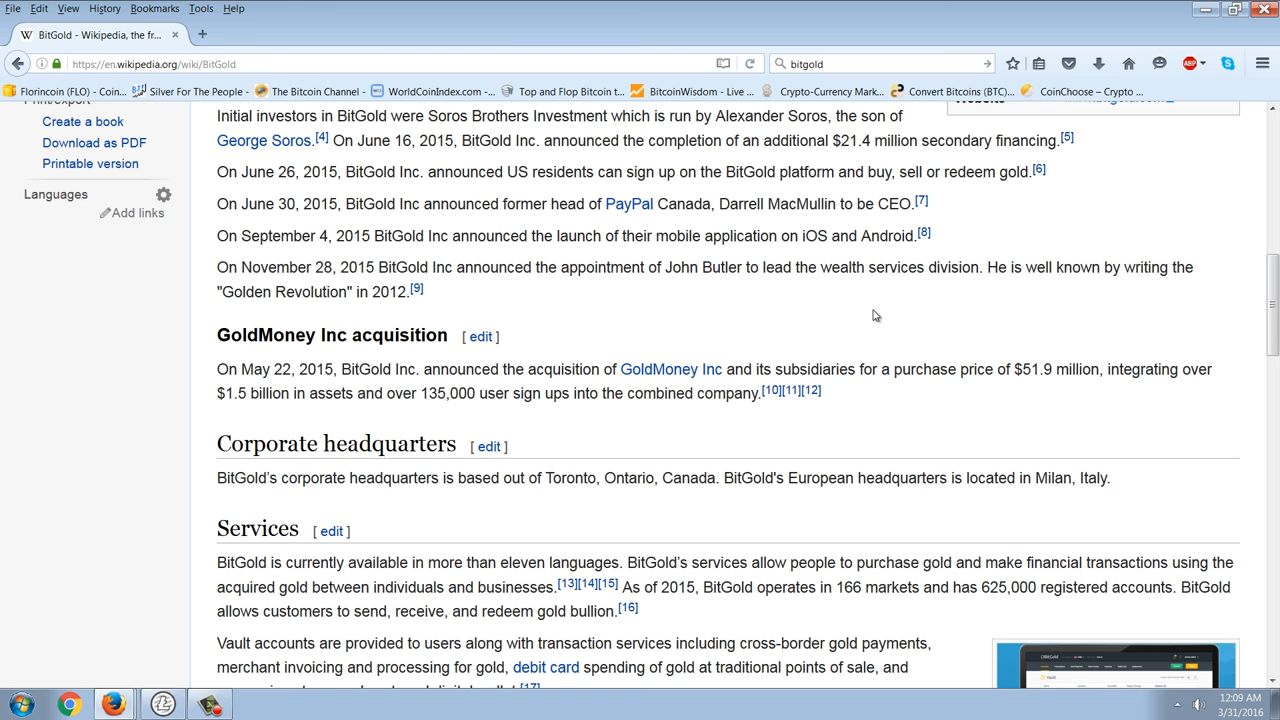 File Edit View History Bookmarks Tools Help
BitGold - Wikipedia, the fr...
https://en.wikipedia.org/wiki/BitGold
bitgold
Florincoin (FLO) - Coin... Silver For The People - The Bitcoin Channel - WorldCoinIndex.com - ... Top and Flop Bitcoin t... BitcoinWisdom - Live ... Crypto-Currency Mark... Convert Bitcoins (BTC)... CoinChoose – Crypto ...
Print/export
Create a book
Download as PDF
Printable version
Languages
Add links
Website
Initial investors in BitGold were Soros Brothers Investment which is run by Alexander Soros, the son of
George Soros.[4] On June 16, 2015, BitGold Inc. announced the completion of an additional $21.4 million secondary financing.[5]
On June 26, 2015, BitGold Inc. announced US residents can sign up on the BitGold platform and buy, sell or redeem gold.[6]
On June 30, 2015, BitGold Inc announced former head of PayPal Canada, Darrell MacMullin to be CEO.[7]
On September 4, 2015 BitGold Inc announced the launch of their mobile application on iOS and Android.[8]
On November 28, 2015 BitGold Inc announced the appointment of John Butler to lead the wealth services division. He is well known by writing the
"Golden Revolution" in 2012.[9]
GoldMoney Inc acquisition [ edit ]
On May 22, 2015, BitGold Inc. announced the acquisition of GoldMoney Inc and its subsidiaries for a purchase price of $51.9 million, integrating over
$1.5 billion in assets and over 135,000 user sign ups into the combined company.[10][11][12]
Corporate headquarters [ edit ]
BitGold's corporate headquarters is based out of Toronto, Ontario, Canada. BitGold's European headquarters is located in Milan, Italy.
Services [ edit ]
BitGold is currently available in more than eleven languages. BitGold's services allow people to purchase gold and make financial transactions using the
acquired gold between individuals and businesses.[13][14][15] As of 2015, BitGold operates in 166 markets and has 625,000 registered accounts. BitGold
allows customers to send, receive, and redeem gold bullion.[16]
Vault accounts are provided to users along with transaction services including cross-border gold payments,
merchant invoicing and processing for gold, debit card spending of gold at traditional points of sale, and
[17]
Vault
12:09 AM
3/31/2016